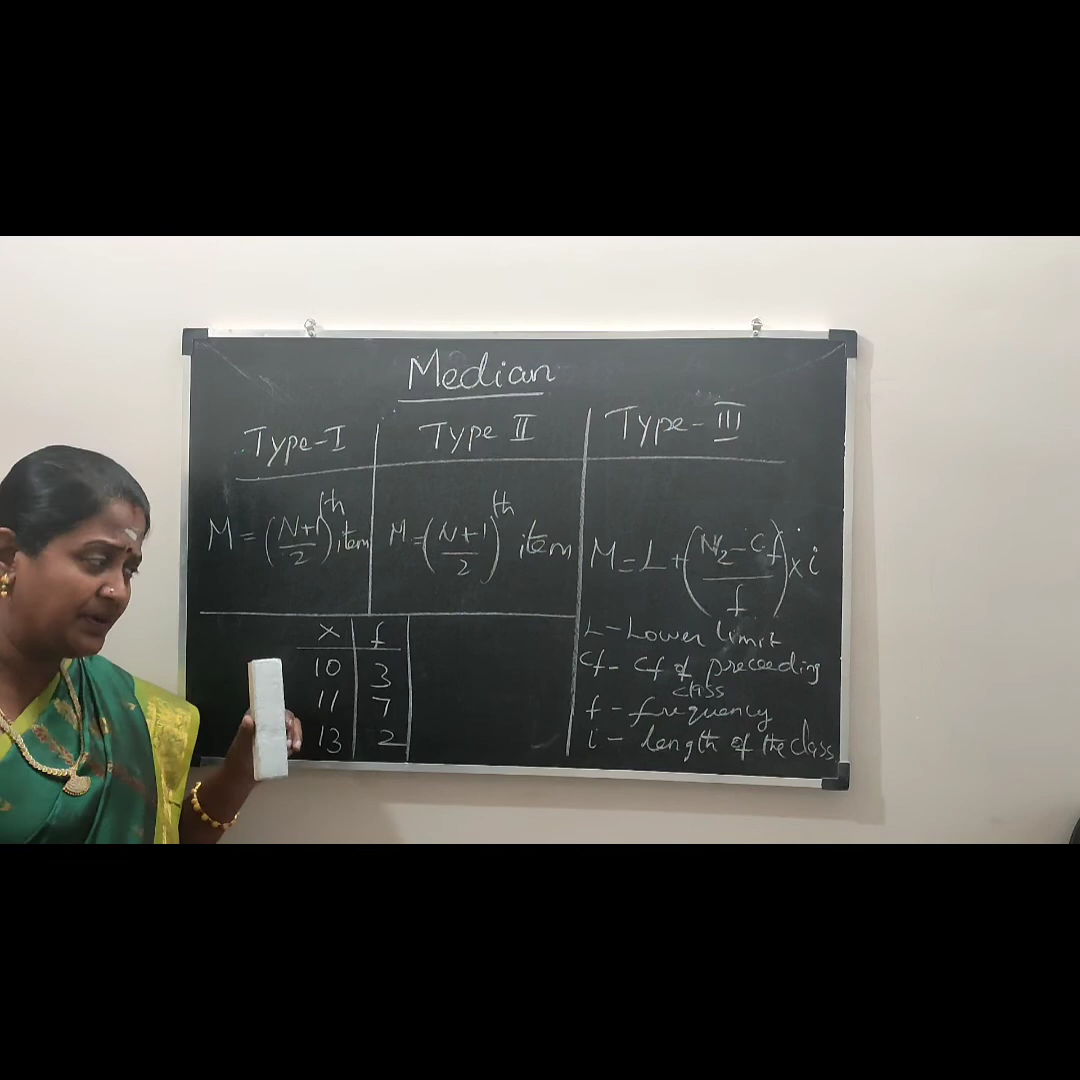 Median
Type-I
Type II
Type-III
M = (N+1/2)th item
M = (N+1/2)th item
M = L + (N/2 - C.f/f) x i
x f
10 3
11 7
13 2
L - Lower limit
Cf - Cf of preceeding
class
f - frequency
i - length of the class